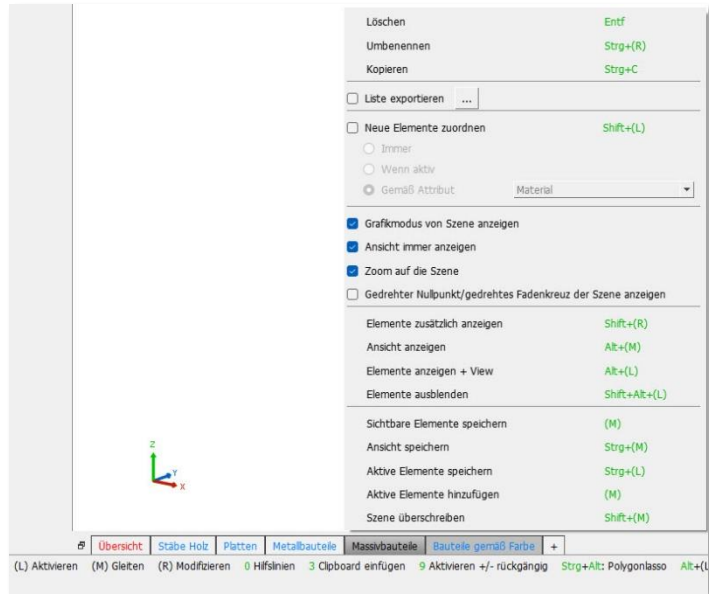 Löschen Entf
Umbenennen Strg+(R)
Kopieren Strg+C
Liste exportieren ...
Neue Elemente zuordnen Shift+(L)
Immer
Wenn aktiv
Gemäß Attribut Material
Grafikmodus von Szene anzeigen
Ansicht immer anzeigen
Zoom auf die Szene
Gedrehter Nullpunkt/gedrehtes Fadenkreuz der Szene anzeigen
Elemente zusätzlich anzeigen Shift+(R)
Ansicht anzeigen Alt+(M)
Elemente anzeigen + View Alt+(L)
Elemente ausblenden Shift+Alt+(L)
Sichtbare Elemente speichern (M)
Ansicht speichern Strg+(M)
Aktive Elemente speichern Strg+(L)
Aktive Elemente hinzufügen (M)
Szene überschreiben Shift+(M)
Z
Y
X
Übersicht Stäbe Holz Platten Metallbauteile Massivbauteile Bauteile gemäß Farbe +
(L) Aktivieren (M) Gleiten (R) Modifizieren 0 Hilfslinien 3 Clipboard einfügen 9 Aktivieren +/- rückgängig Strg+Alt: Polygonlasso Alt+(L